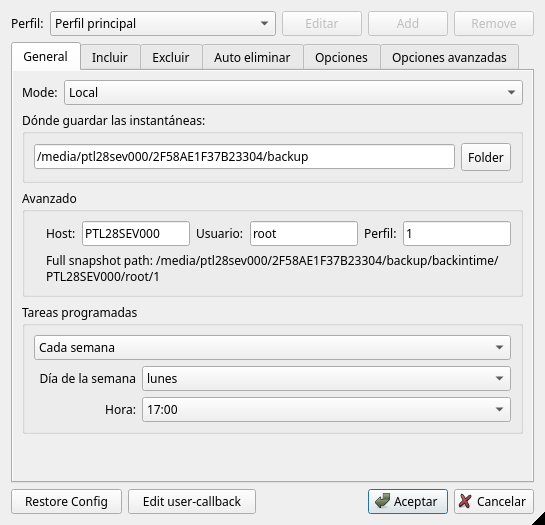 Perfil: Perfil principal Editar Add Remove
General Incluir Excluir Auto eliminar Opciones Opciones avanzadas
Mode: Local
Dónde guardar las instantáneas:
/media/ptl28sev000/2F58AE1F37B23304/backup Folder
Avanzado
Host: PTL28SEV000 Usuario: root Perfil: 1
Full snapshot path: /media/ptl28sev000/2F58AE1F37B23304/backup/backintime/
PTL28SEV000/root/1
Tareas programadas
Cada semana
Día de la semana lunes
Hora: 17:00
Restore Config Edit user-callback Aceptar Cancelar